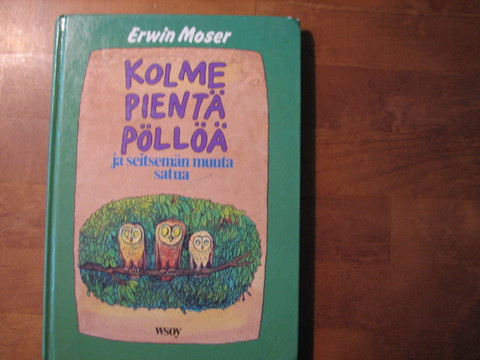 Erwin Moser
KOLME
PIENTÄ
PÖLLÖÄ
ja seitsemän muuta
satua
wsoy